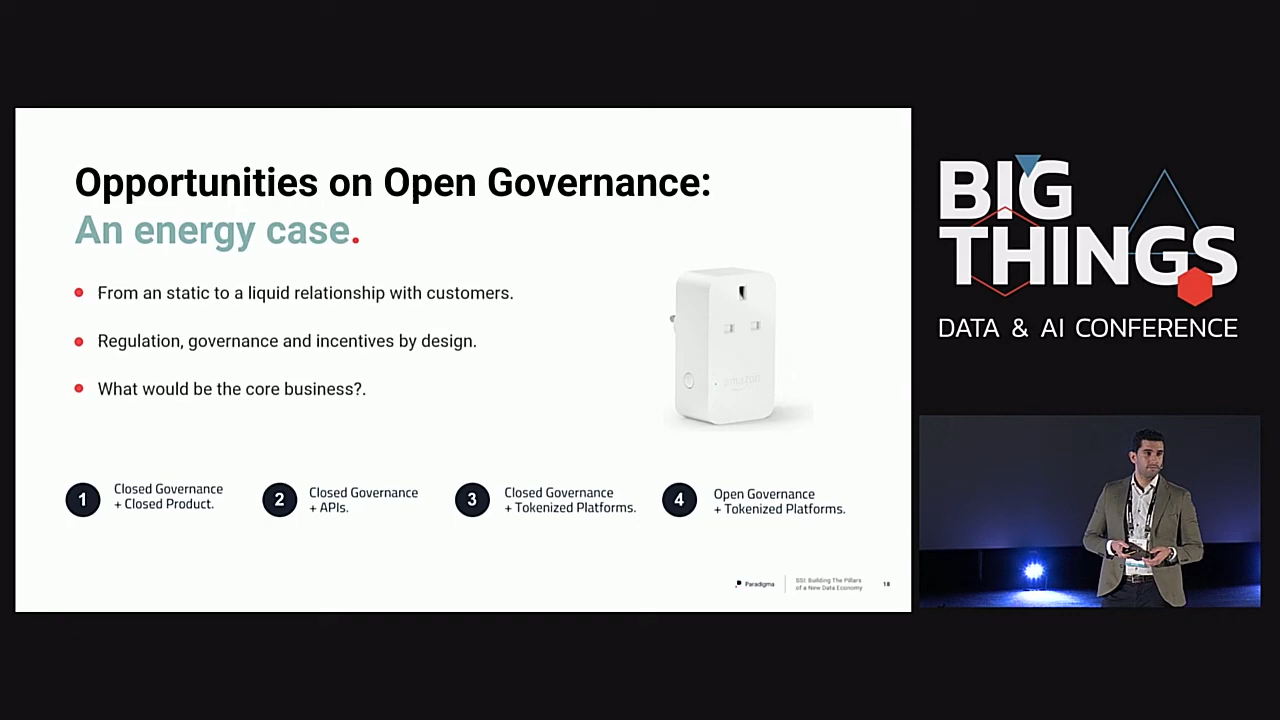 Opportunities on Open Governance:
An energy case.
From an static to a liquid relationship with customers.
Regulation, governance and incentives by design.
What would be the core business?.
amazon
1
Closed Governance
+ Closed Product.
2
Closed Governance
+ APIs.
3
Closed Governance
+ Tokenized Platforms.
4
Open Governance
+ Tokenized Platforms.
Paradigma
SSI: Building The Pillars
of a New Data Economy
18
BIG
THINGS
DATA & AI CONFERENCE